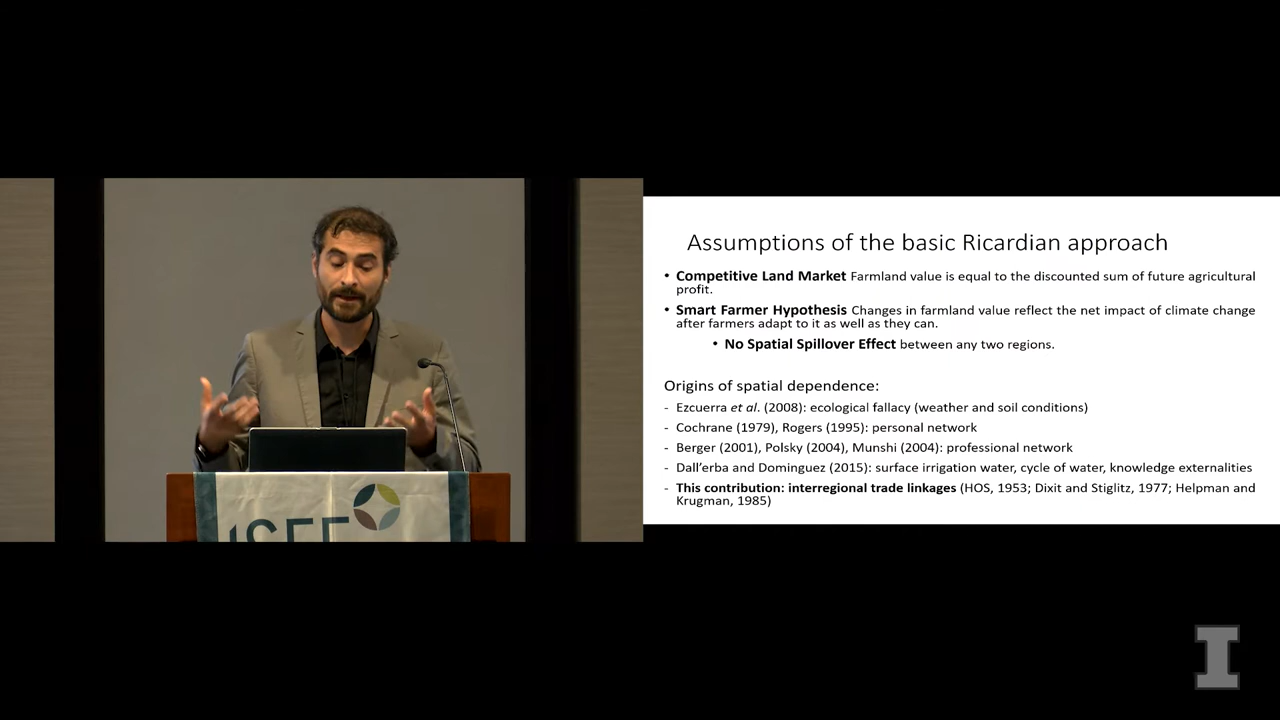 Assumptions of the basic Ricardian approach
• Competitive Land Market Farmland value is equal to the discounted sum of future agricultural
profit.
• Smart Farmer Hypothesis Changes in farmland value reflect the net impact of climate change
after farmers adapt to it as well as they can.
• No Spatial Spillover Effect between any two regions.
Origins of spatial dependence:
- Ezcuerra et al. (2008): ecological fallacy (weather and soil conditions)
- Cochrane (1979), Rogers (1995): personal network
- Berger (2001), Polsky (2004), Munshi (2004): professional network
- Dall'erba and Dominguez (2015): surface irrigation water, cycle of water, knowledge externalities
- This contribution: interregional trade linkages (HOS, 1953; Dixit and Stiglitz, 1977; Helpman and
Krugman, 1985)
I